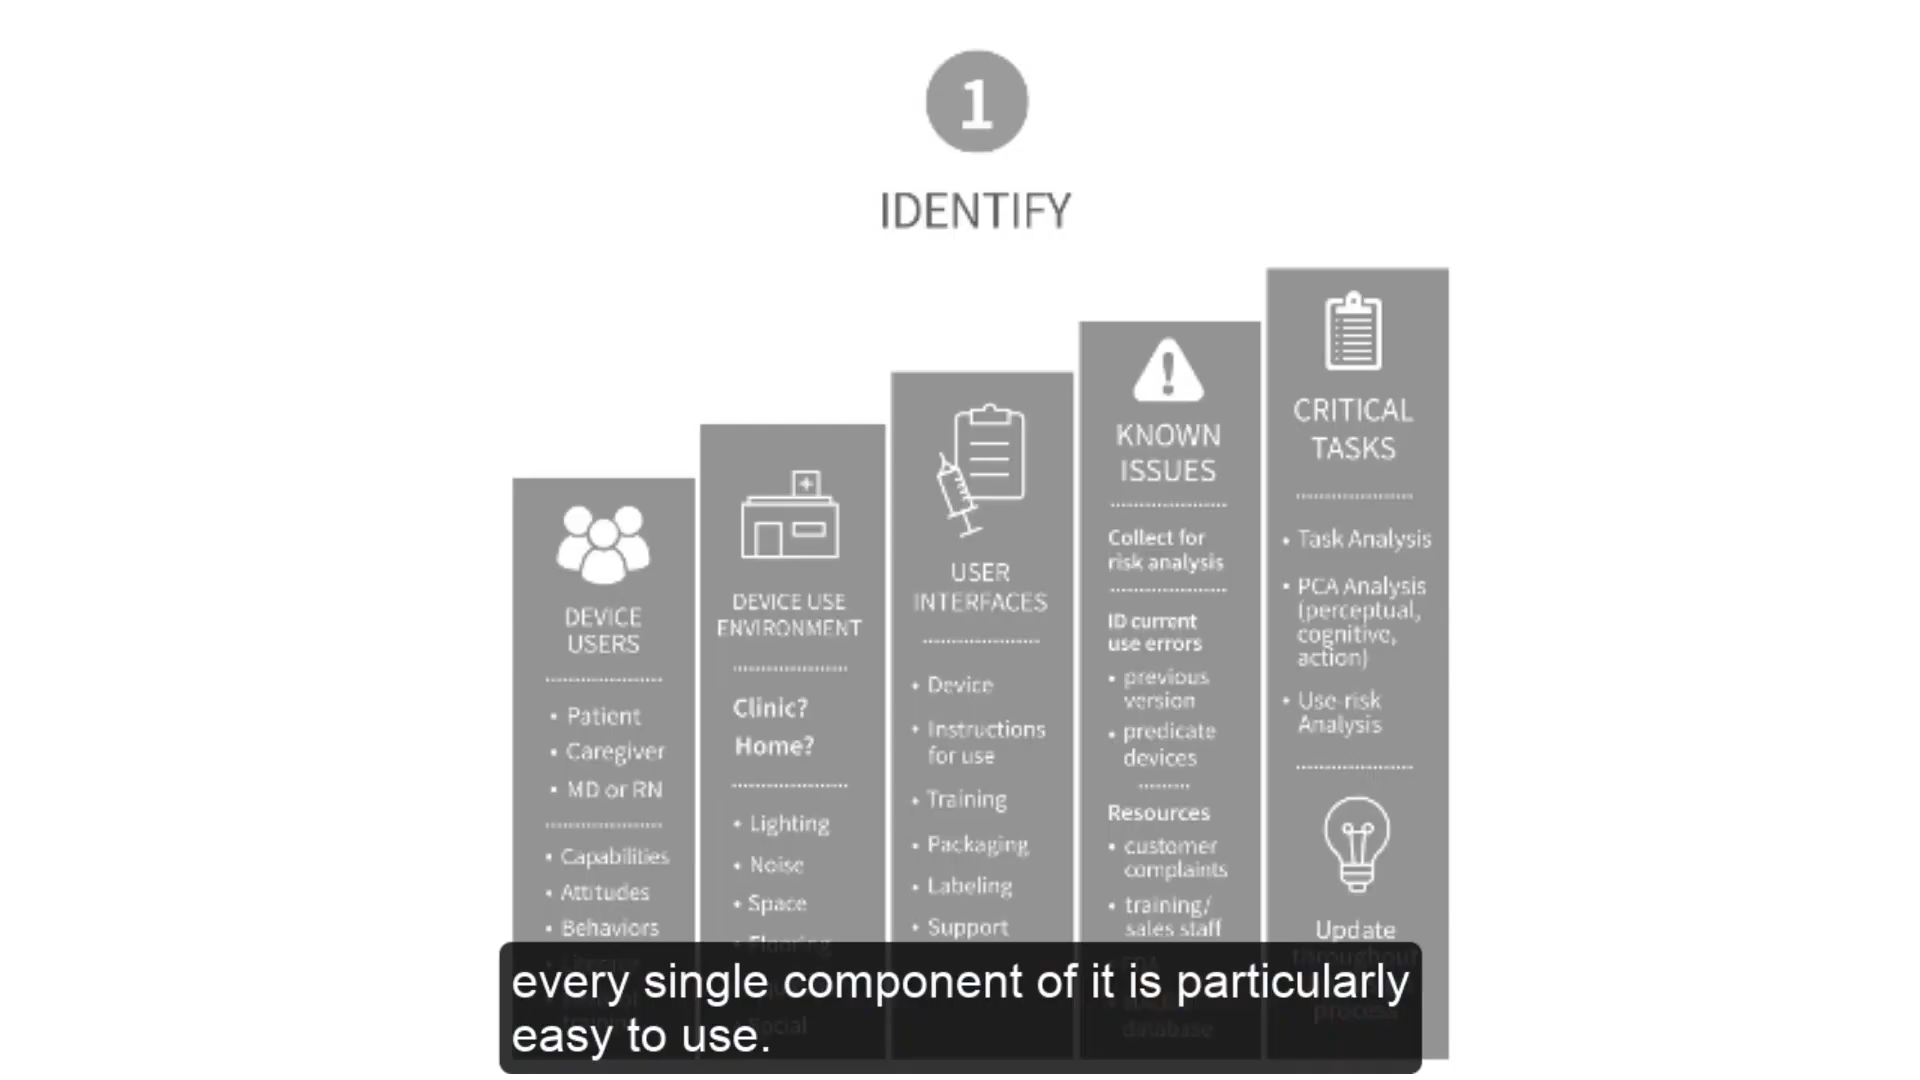 1
IDENTIFY
DEVICE
USERS
• Patient
• Caregiver
• MD or RN
• Capabilities
• Attitudes
• Behaviors
DEVICE USE
ENVIRONMENT
Clinic?
Home?
• Lighting
• Noise
• Space
• Flooring
Social
USER
INTERFACES
• Device
• Instructions
for use
• Training
• Packaging
• Labeling
• Support
KNOWN
ISSUES
Collect for
risk analysis
ID current
use errors
• previous
version
• predicate
devices
Resources
• customer
complaints
• training/
sales staff
database
CRITICAL
TASKS
• Task Analysis
• PCA Analysis
(perceptual,
cognitive,
action)
• Use-risk
Analysis
Update
throughout
process
every single component of it is particularly
easy to use.